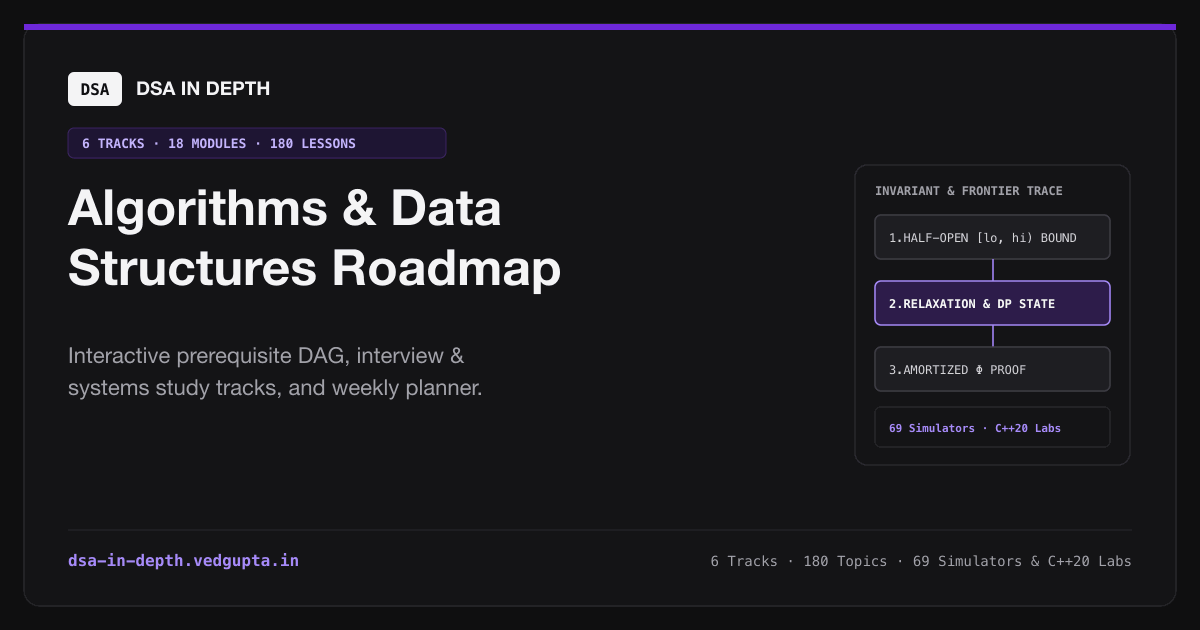 DSA
DSA IN DEPTH
6 TRACKS · 18 MODULES · 180 LESSONS
Algorithms & Data
Structures Roadmap
Interactive prerequisite DAG, interview &
systems study tracks, and weekly planner.
INVARIANT & FRONTIER TRACE
1.HALF-OPEN [lo, hi) BOUND
2.RELAXATION & DP STATE
3.AMORTIZED Φ PROOF
69 Simulators · C++20 Labs
dsa-in-depth.vedgupta.in
6 Tracks · 180 Topics · 69 Simulators & C++20 Labs